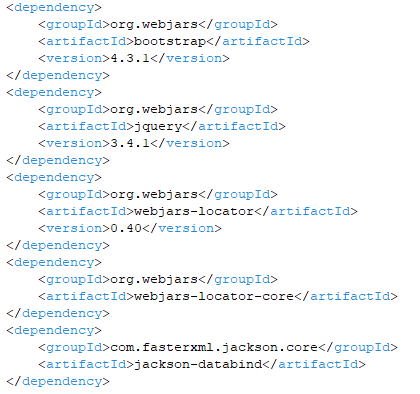 <dependency>
    <groupId>org.webjars</groupId>
    <artifactId>bootstrap</artifactId>
    <version>4.3.1</version>
</dependency>
<dependency>
    <groupId>org.webjars</groupId>
    <artifactId>jquery</artifactId>
    <version>3.4.1</version>
</dependency>
<dependency>
    <groupId>org.webjars</groupId>
    <artifactId>webjars-locator</artifactId>
    <version>0.40</version>
</dependency>
<dependency>
    <groupId>org.webjars</groupId>
    <artifactId>webjars-locator-core</artifactId>
</dependency>
<dependency>
    <groupId>com.fasterxml.jackson.core</groupId>
    <artifactId>jackson-databind</artifactId>
</dependency>